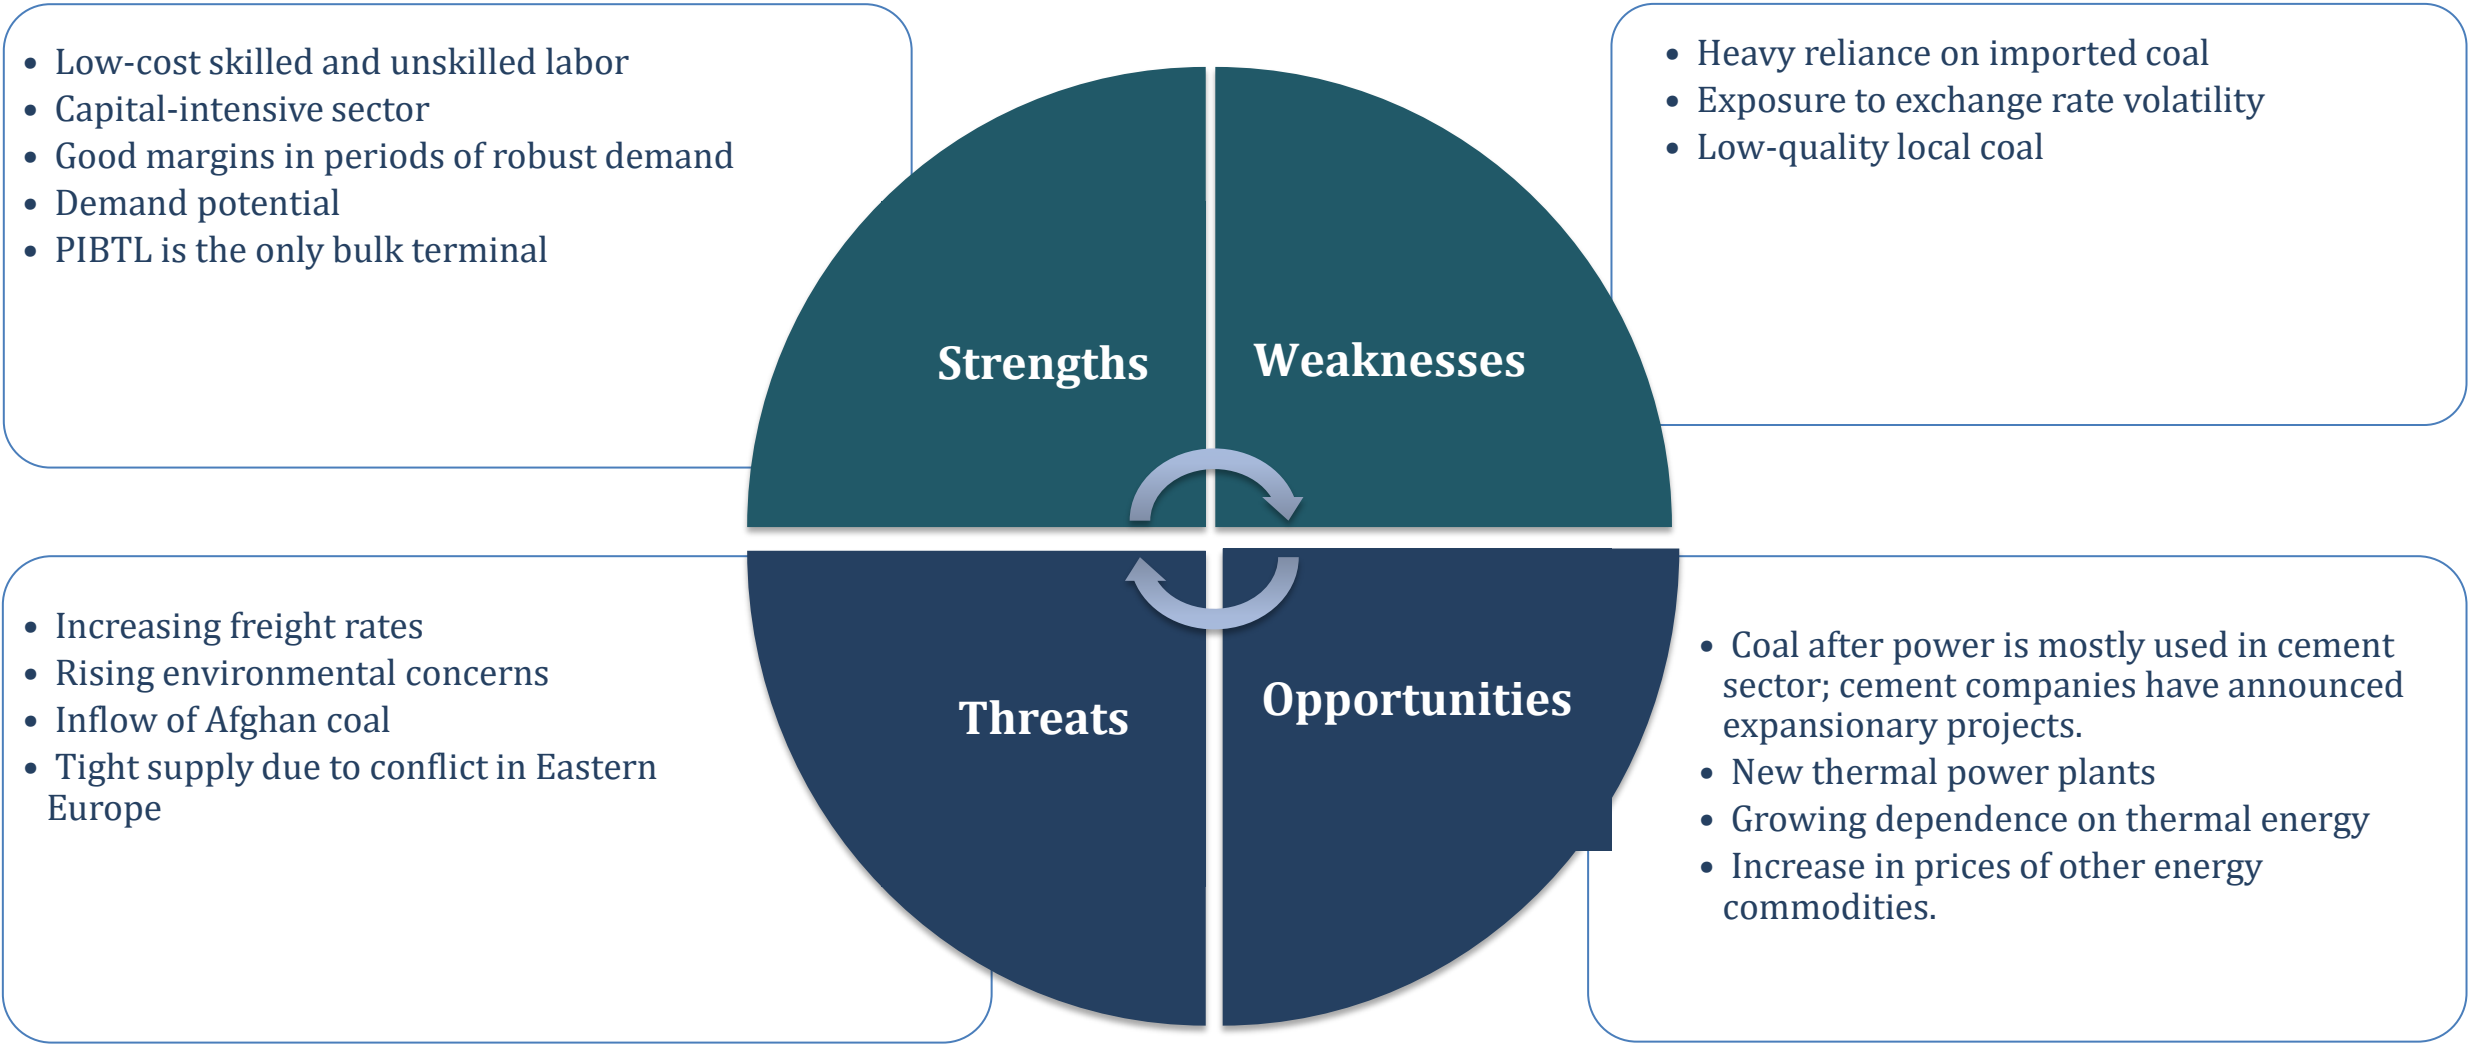 • Low-cost skilled and unskilled labor
• Capital-intensive sector
• Good margins in periods of robust demand
• Demand potential
• PIBTL is the only bulk terminal
• Heavy reliance on imported coal
• Exposure to exchange rate volatility
• Low-quality local coal
Strengths
Weaknesses
Threats
Opportunities
• Increasing freight rates
• Rising environmental concerns
• Inflow of Afghan coal
• Tight supply due to conflict in Eastern
Europe
• Coal after power is mostly used in cement
sector; cement companies have announced
expansionary projects.
• New thermal power plants
• Growing dependence on thermal energy
• Increase in prices of other energy
commodities.